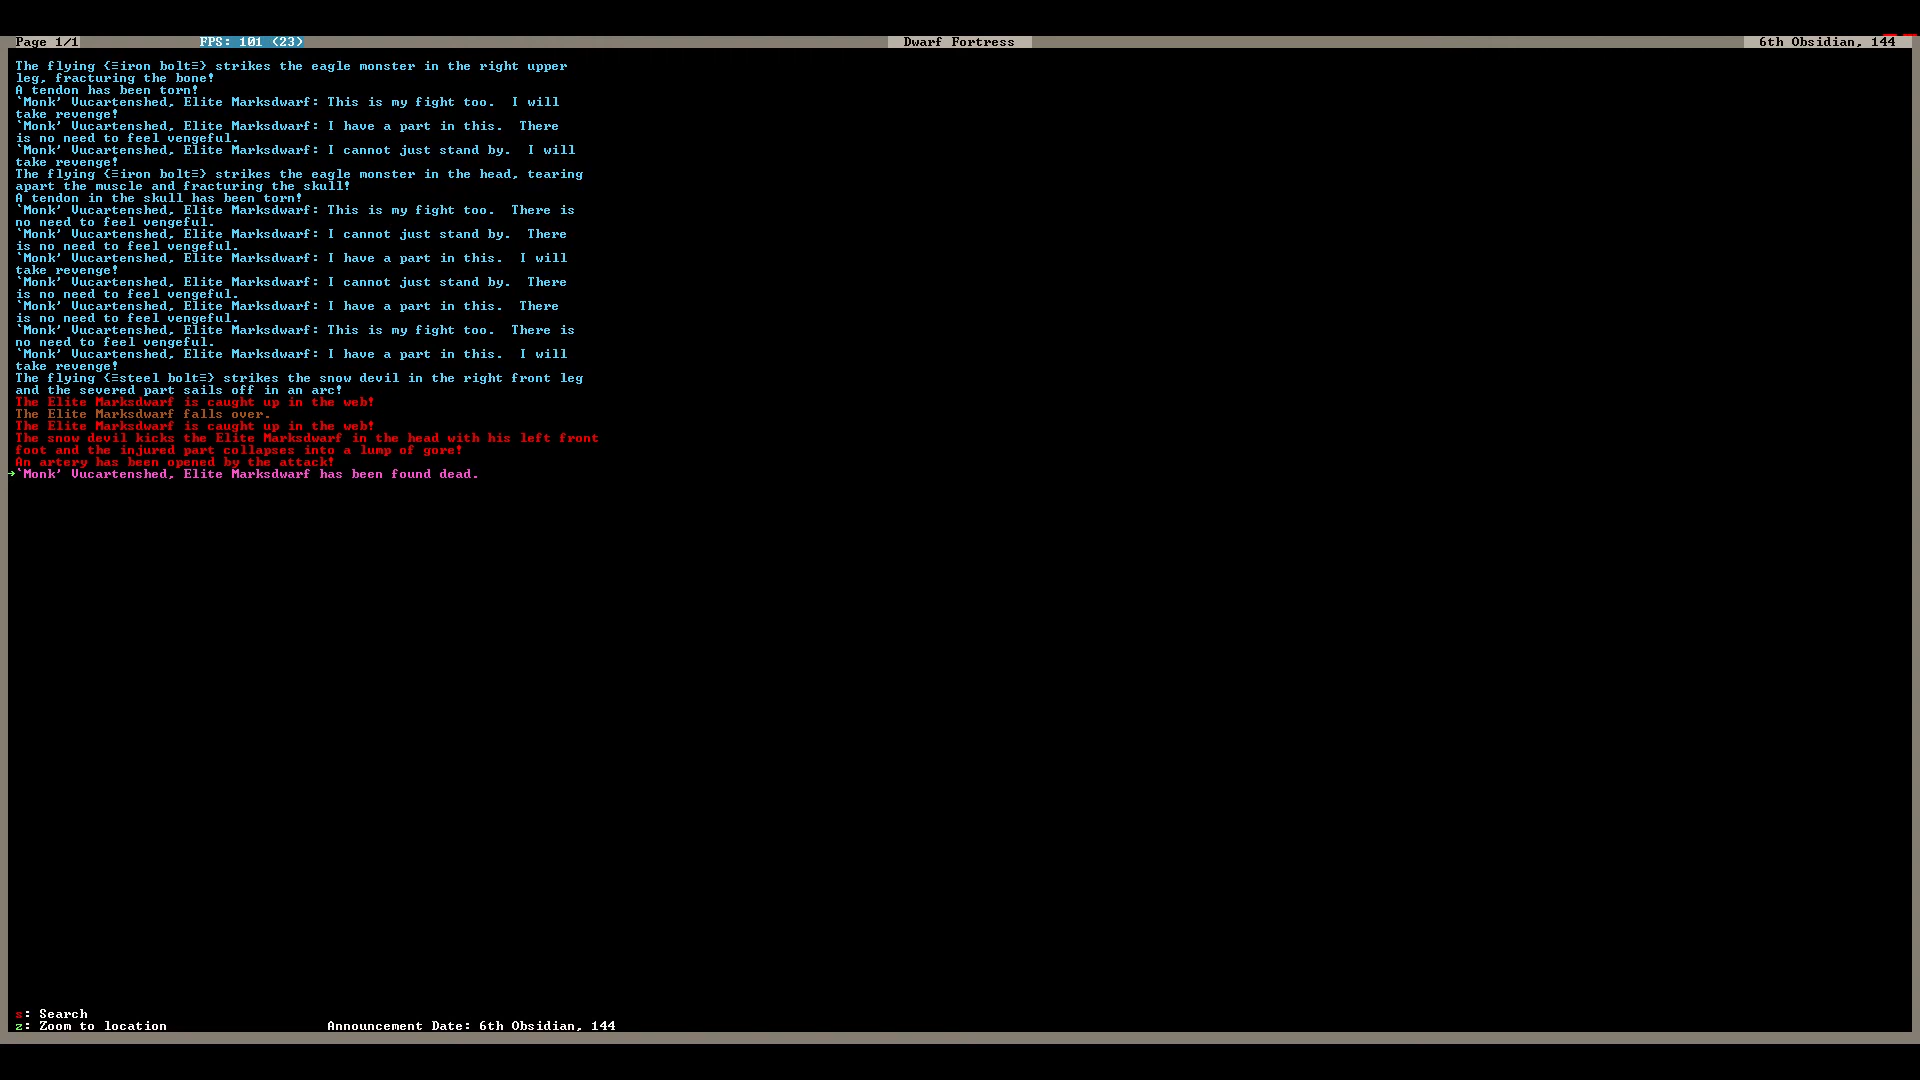 Page 1/1 FPS: 101 (23) Dwarf Fortress 6th Obsidian, 144
The flying {≡iron bolt≡} strikes the eagle monster in the right upper
leg, fracturing the bone!
A tendon has been torn!
`Monk' Vucartenshed, Elite Marksdwarf: This is my fight too.  I will
take revenge!
`Monk' Vucartenshed, Elite Marksdwarf: I have a part in this.  There
is no need to feel vengeful.
`Monk' Vucartenshed, Elite Marksdwarf: I cannot just stand by.  I will
take revenge!
The flying {≡iron bolt≡} strikes the eagle monster in the head, tearing
apart the muscle and fracturing the skull!
A tendon in the skull has been torn!
`Monk' Vucartenshed, Elite Marksdwarf: This is my fight too.  There is
no need to feel vengeful.
`Monk' Vucartenshed, Elite Marksdwarf: I cannot just stand by.  There
is no need to feel vengeful.
`Monk' Vucartenshed, Elite Marksdwarf: I have a part in this.  I will
take revenge!
`Monk' Vucartenshed, Elite Marksdwarf: I cannot just stand by.  There
is no need to feel vengeful.
`Monk' Vucartenshed, Elite Marksdwarf: I have a part in this.  There
is no need to feel vengeful.
`Monk' Vucartenshed, Elite Marksdwarf: This is my fight too.  There is
no need to feel vengeful.
`Monk' Vucartenshed, Elite Marksdwarf: I have a part in this.  I will
take revenge!
The flying {≡steel bolt≡} strikes the snow devil in the right front leg
and the severed part sails off in an arc!
The Elite Marksdwarf is caught up in the web!
The Elite Marksdwarf falls over.
The Elite Marksdwarf is caught up in the web!
The snow devil kicks the Elite Marksdwarf in the head with his left front
foot and the injured part collapses into a lump of gore!
An artery has been opened by the attack!
→`Monk' Vucartenshed, Elite Marksdwarf has been found dead.
s: Search
z: Zoom to location Announcement Date: 6th Obsidian, 144